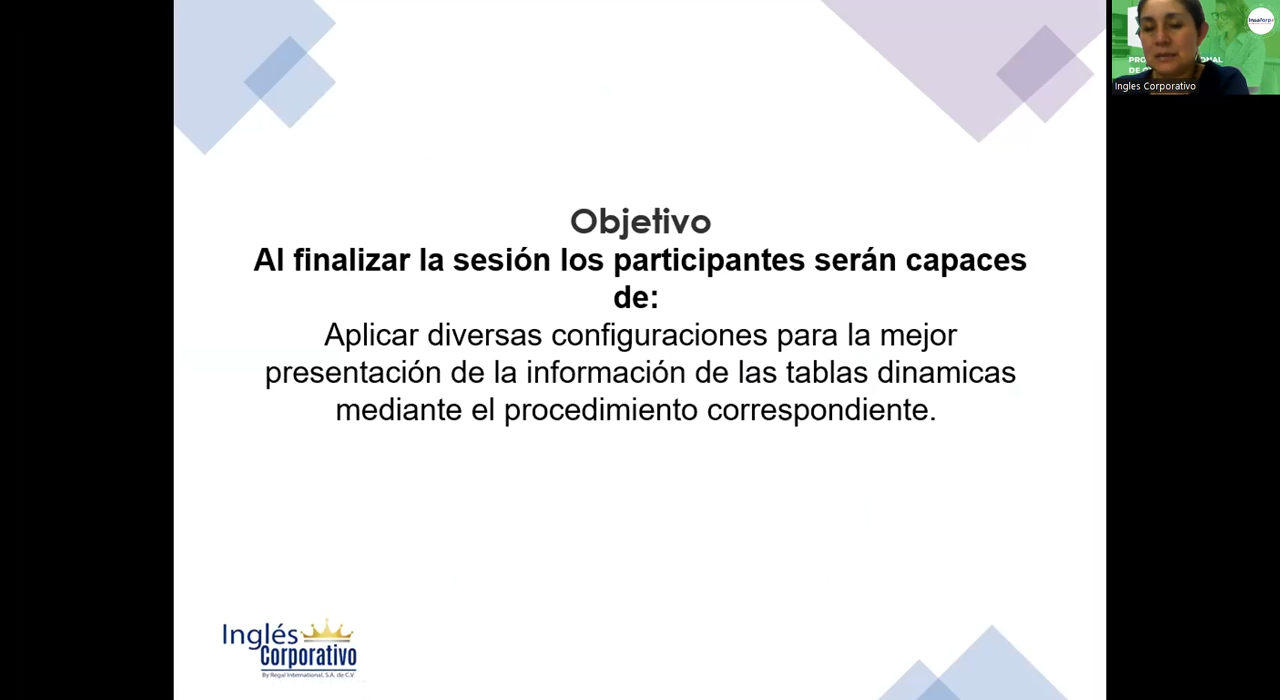 Objetivo
Al finalizar la sesión los participantes serán capaces
de:
Aplicar diversas configuraciones para la mejor
presentación de la información de las tablas dinamicas
mediante el procedimiento correspondiente.
Inglés
Corporativo
By Regal International, S.A. de C.V.
Insaforp
Ingles Corporativo